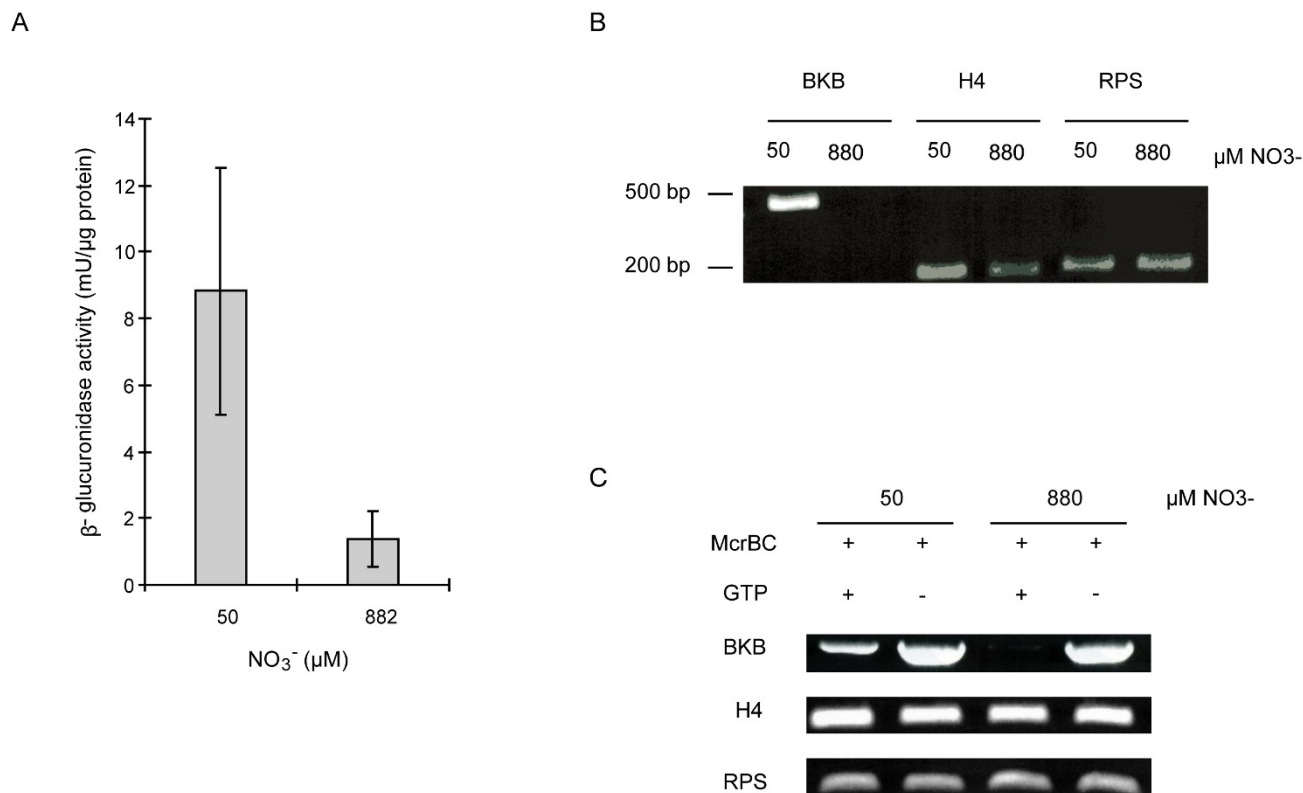 A
β- glucuronidase activity (mU/µg protein)
14
12
10
8
6
4
2
0
50 882
NO₃⁻ (µM)
B
BKB H4 RPS
50 880 50 880 50 880 µM NO3-
500 bp
200 bp
C
50 880 µM NO3-
McrBC + + + +
GTP + - + -
BKB
H4
RPS